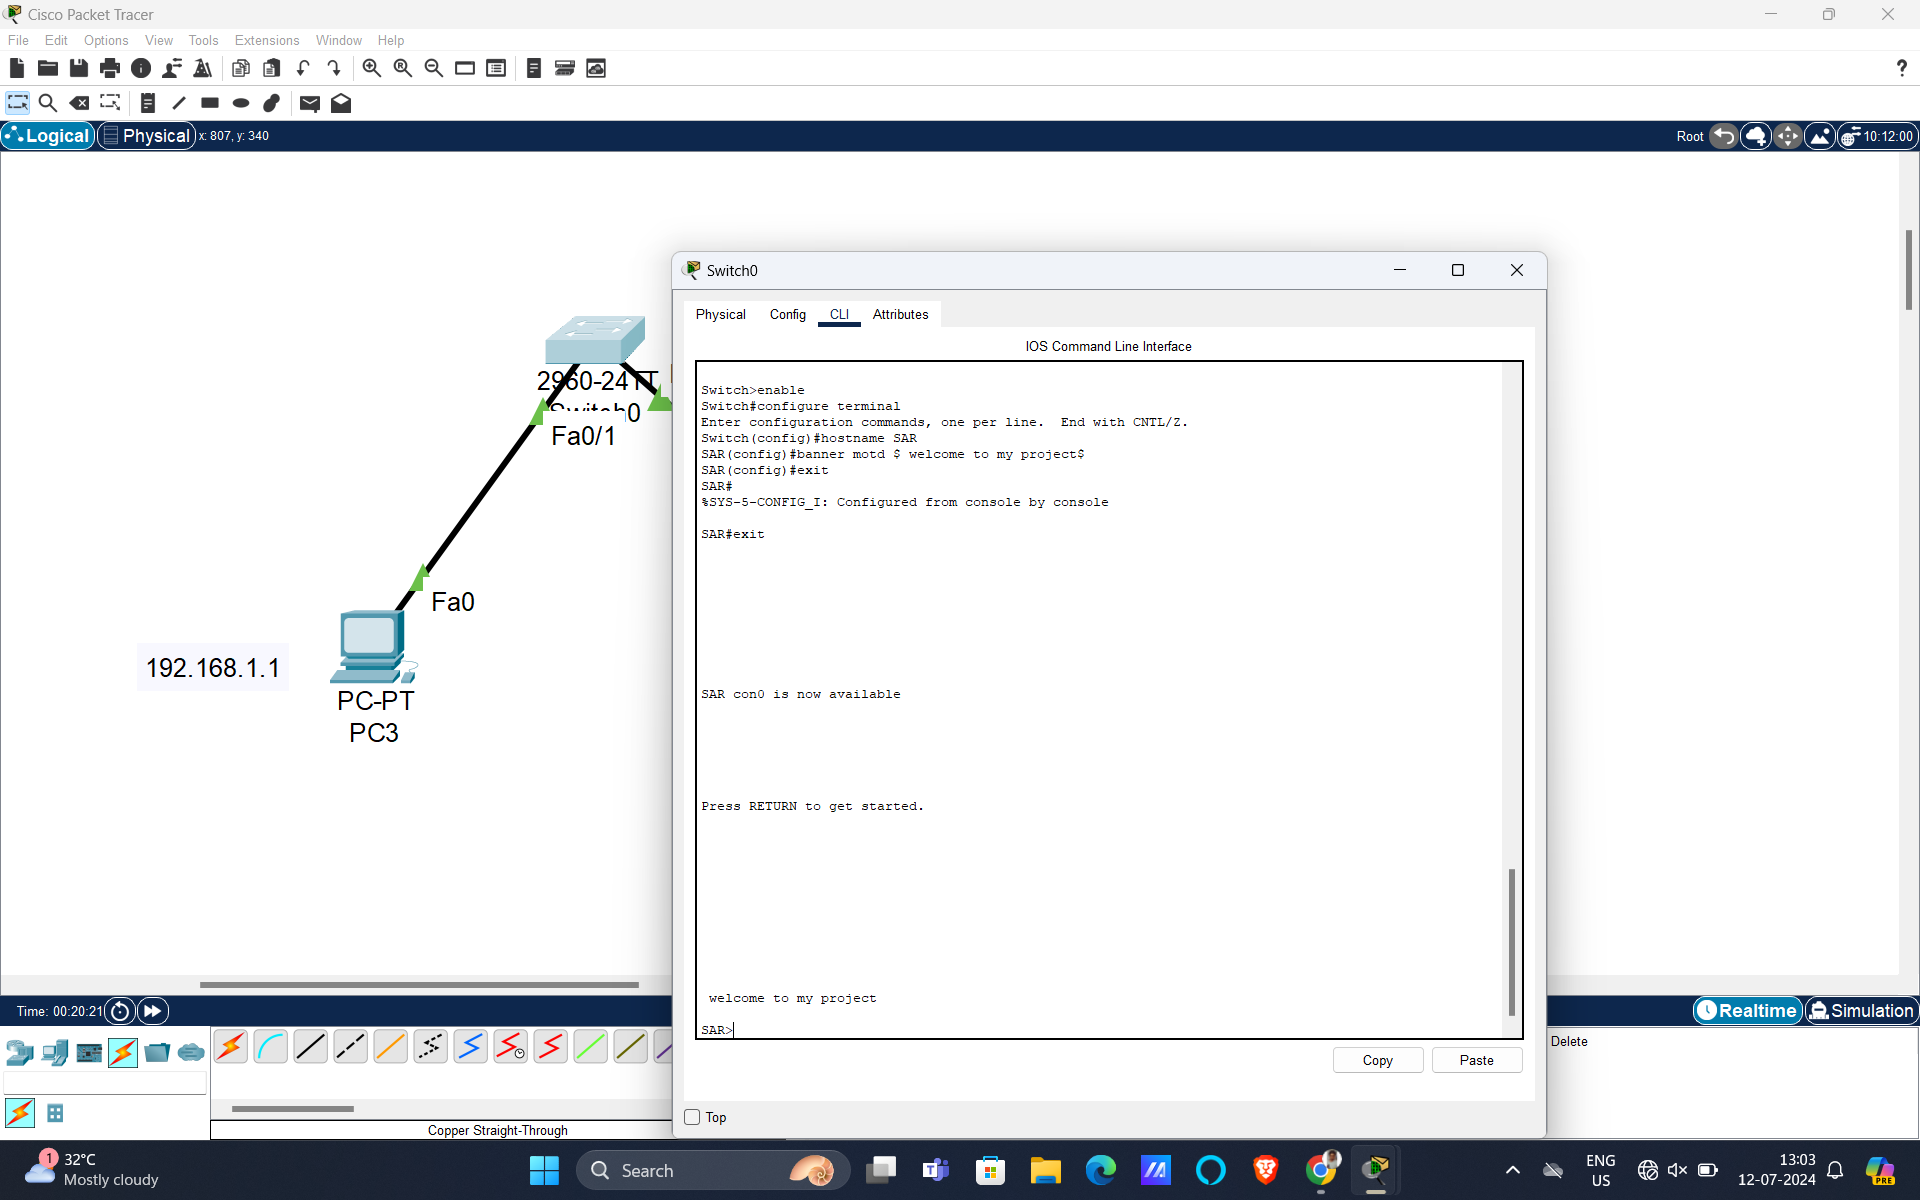 Cisco Packet Tracer
File Edit Options View Tools Extensions Window Help
Logical Physical x: 807, y: 340
Root 10:12:00
2960-24TT
Switch0
Fa0/1
Fa0
192.168.1.1
PC-PT
PC3
Switch0
Physical Config CLI Attributes
IOS Command Line Interface
Switch>enable
Switch#configure terminal
Enter configuration commands, one per line.  End with CNTL/Z.
Switch(config)#hostname SAR
SAR(config)#banner motd $ welcome to my project$
SAR(config)#exit
SAR#
%SYS-5-CONFIG_I: Configured from console by console
SAR#exit
SAR con0 is now available
Press RETURN to get started.
welcome to my project
SAR>
Copy Paste
Top
Time: 00:20:21
Realtime Simulation
Delete
Copper Straight-Through
1
32°C
Mostly cloudy
Search
ENG
US
13:03
12-07-2024
PRE